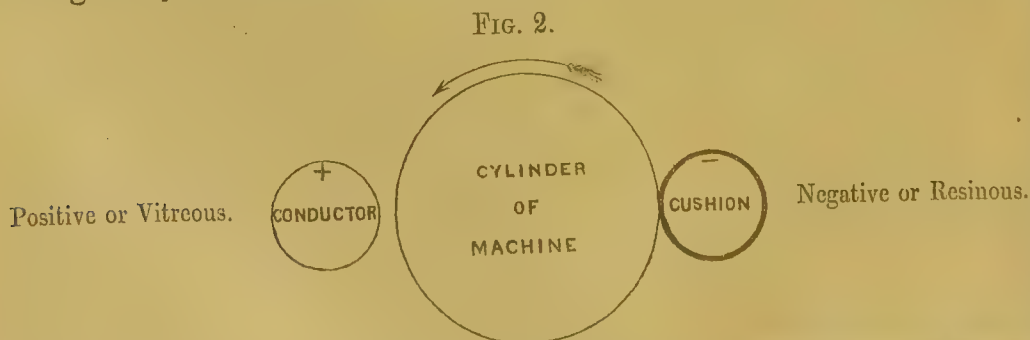 FIG. 2.
CYLINDER
OF
MACHINE
+
CONDUCTOR
Positive or Vitreous.
−
CUSHION
Negative or Resinous.